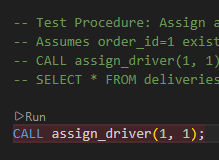 -- Test Procedure: Assign a
-- Assumes order_id=1 exist
-- CALL assign_driver(1, 1)
-- SELECT * FROM deliveries
Run
CALL assign_driver(1, 1);